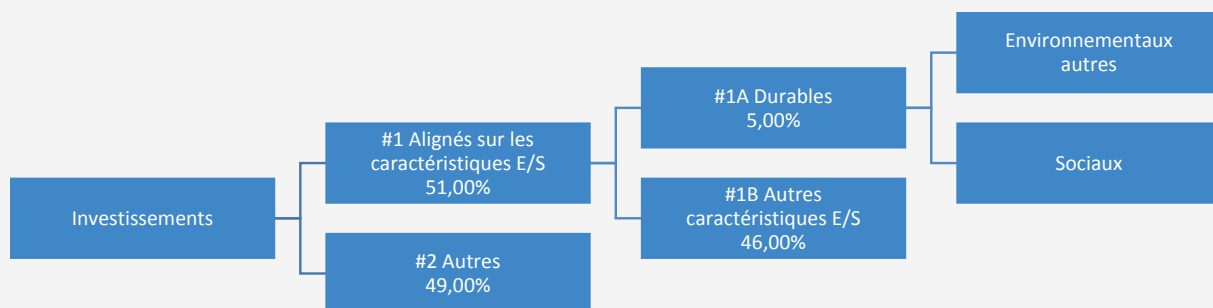 Investissements
#1 Alignés sur les
caractéristiques E/S
51,00%
#2 Autres
49,00%
#1A Durables
5,00%
#1B Autres
caractéristiques E/S
46,00%
Environnementaux
autres
Sociaux